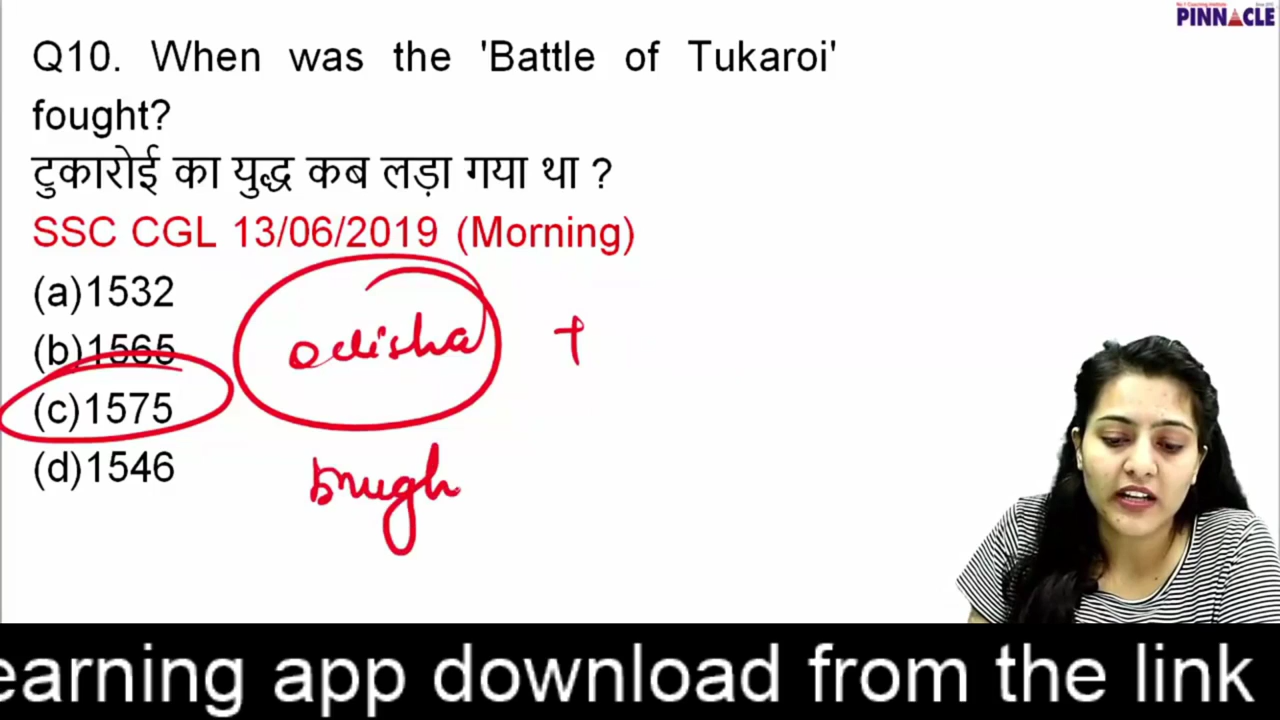 PINNACLE
Q10. When was the 'Battle of Tukaroi'
fought?
टुकारोई का युद्ध कब लड़ा गया था ?
SSC CGL 13/06/2019 (Morning)
(a)1532
(b)1565
(c)1575
(d)1546
odisha
earning app download from the link